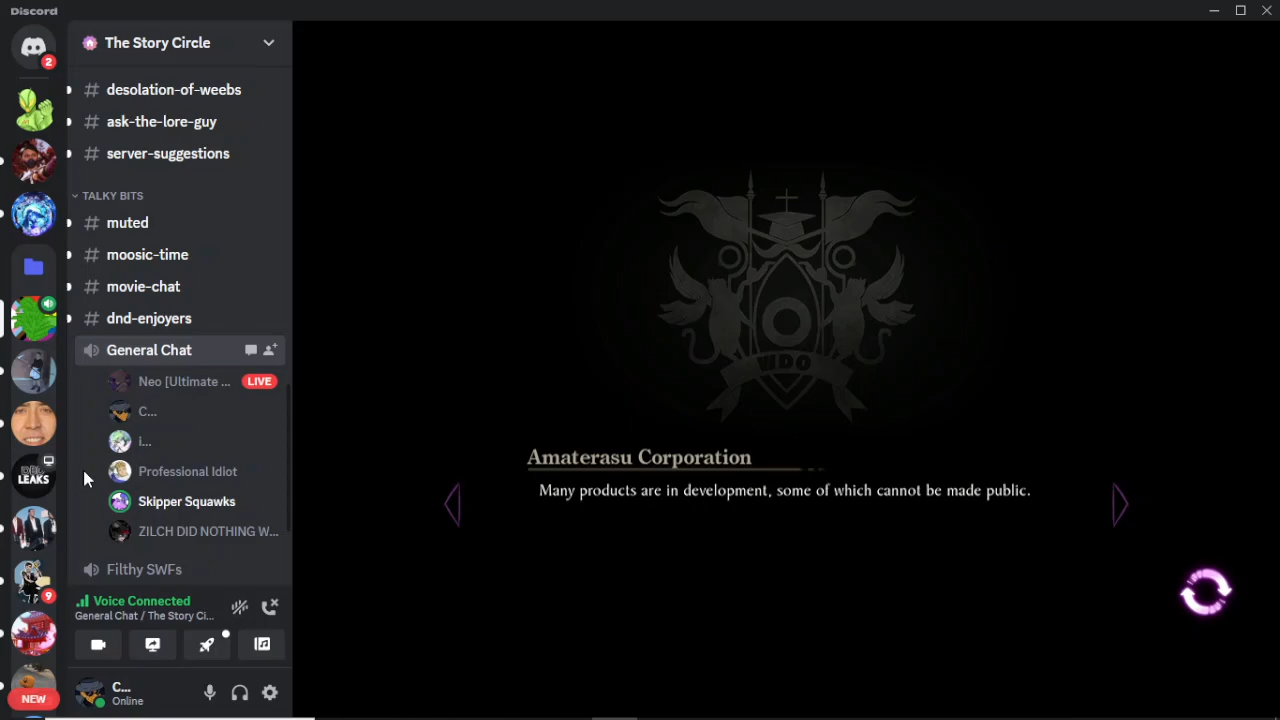 Discord
2
The Story Circle
# desolation-of-weebs
# ask-the-lore-guy
# server-suggestions
TALKY BITS
# muted
# moosic-time
# movie-chat
# dnd-enjoyers
General Chat
Neo [Ultimate ... LIVE
C...
i...
Professional Idiot
Skipper Squawks
ZILCH DID NOTHING W...
Filthy SWFs
Voice Connected
General Chat / The Story Ci...
C...
Online
LEAKS
9
NEW
WDO
Amaterasu Corporation
Many products are in development, some of which cannot be made public.